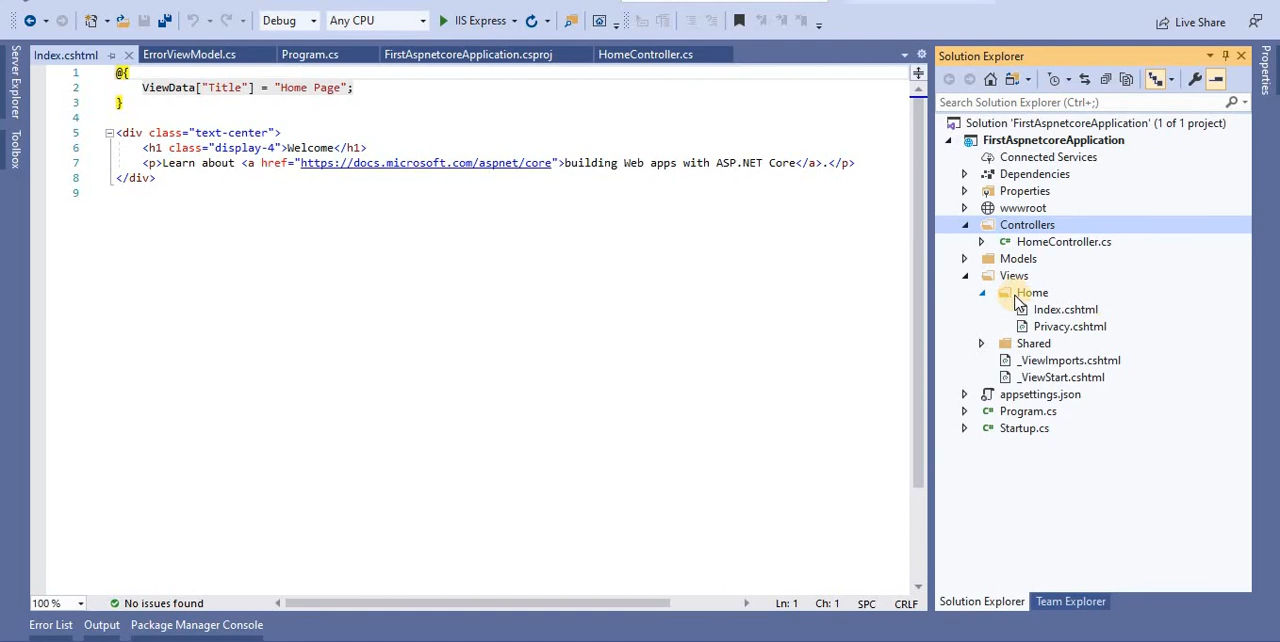 Debug
Any CPU
IIS Express
Live Share
Index.cshtml
ErrorViewModel.cs
Program.cs
FirstAspnetcoreApplication.csproj
HomeController.cs
Server Explorer
Toolbox
1 @{
2 ViewData["Title"] = "Home Page";
3 }
4
5 <div class="text-center">
6 <h1 class="display-4">Welcome</h1>
7 <p>Learn about <a href="https://docs.microsoft.com/aspnet/core">building Web apps with ASP.NET Core</a>.</p>
8 </div>
9
100 %
No issues found
Ln: 1
Ch: 1
SPC
CRLF
Error List
Output
Package Manager Console
Solution Explorer
Search Solution Explorer (Ctrl+;)
Solution 'FirstAspnetcoreApplication' (1 of 1 project)
FirstAspnetcoreApplication
Connected Services
Dependencies
Properties
wwwroot
Controllers
C# HomeController.cs
Models
Views
Home
Index.cshtml
Privacy.cshtml
Shared
_ViewImports.cshtml
_ViewStart.cshtml
appsettings.json
C# Program.cs
C# Startup.cs
Solution Explorer
Team Explorer
Properties